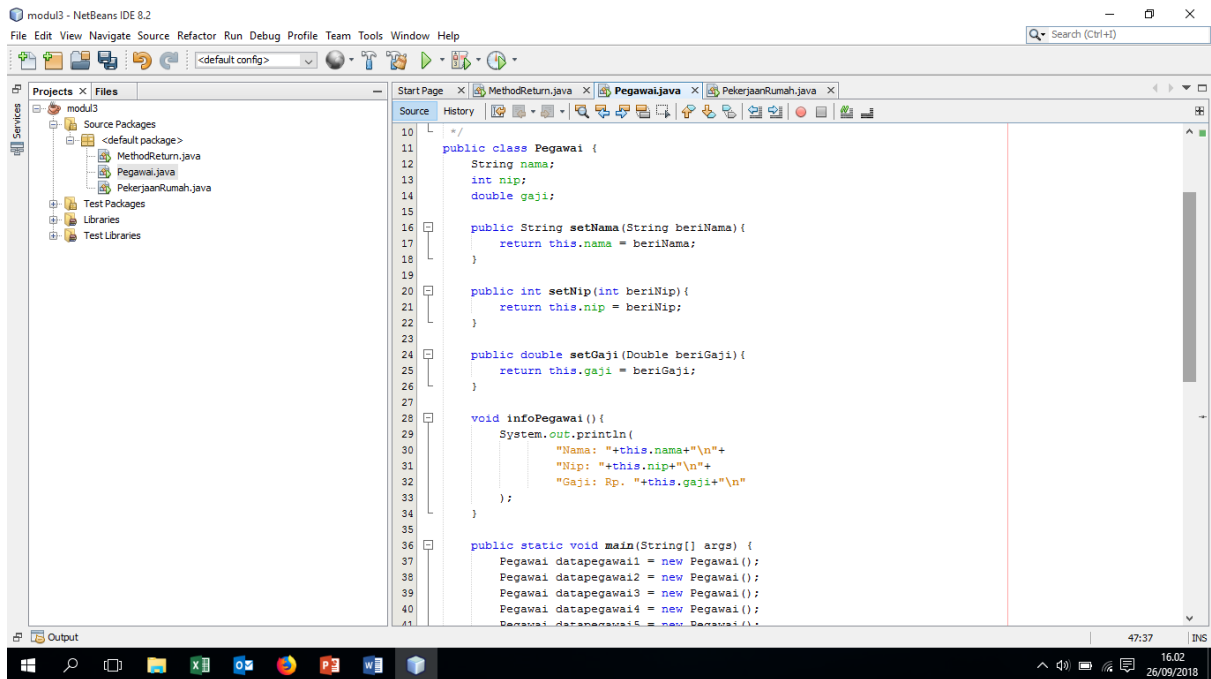 modul3 - NetBeans IDE 8.2
File Edit View Navigate Source Refactor Run Debug Profile Team Tools Window Help
Search (Ctrl+I)
<default config>
Projects Files
Services
modul3
Source Packages
<default package>
MethodReturn.java
Pegawai.java
PekerjaanRumah.java
Test Packages
Libraries
Test Libraries
Start Page MethodReturn.java Pegawai.java PekerjaanRumah.java
Source History
10 */
11 public class Pegawai {
12 String nama;
13 int nip;
14 double gaji;
15
16 public String setNama(String beriNama){
17 return this.nama = beriNama;
18 }
19
20 public int setNip(int beriNip){
21 return this.nip = beriNip;
22 }
23
24 public double setGaji(Double beriGaji){
25 return this.gaji = beriGaji;
26 }
27
28 void infoPegawai(){
29 System.out.println(
30 "Nama: "+this.nama+"\n"+
31 "Nip: "+this.nip+"\n"+
32 "Gaji: Rp. "+this.gaji+"\n"
33 );
34 }
35
36 public static void main(String[] args) {
37 Pegawai datapegawai1 = new Pegawai();
38 Pegawai datapegawai2 = new Pegawai();
39 Pegawai datapegawai3 = new Pegawai();
40 Pegawai datapegawai4 = new Pegawai();
41 Pegawai datapegawai5 = new Pegawai();
Output
47:37 INS
16.02
26/09/2018